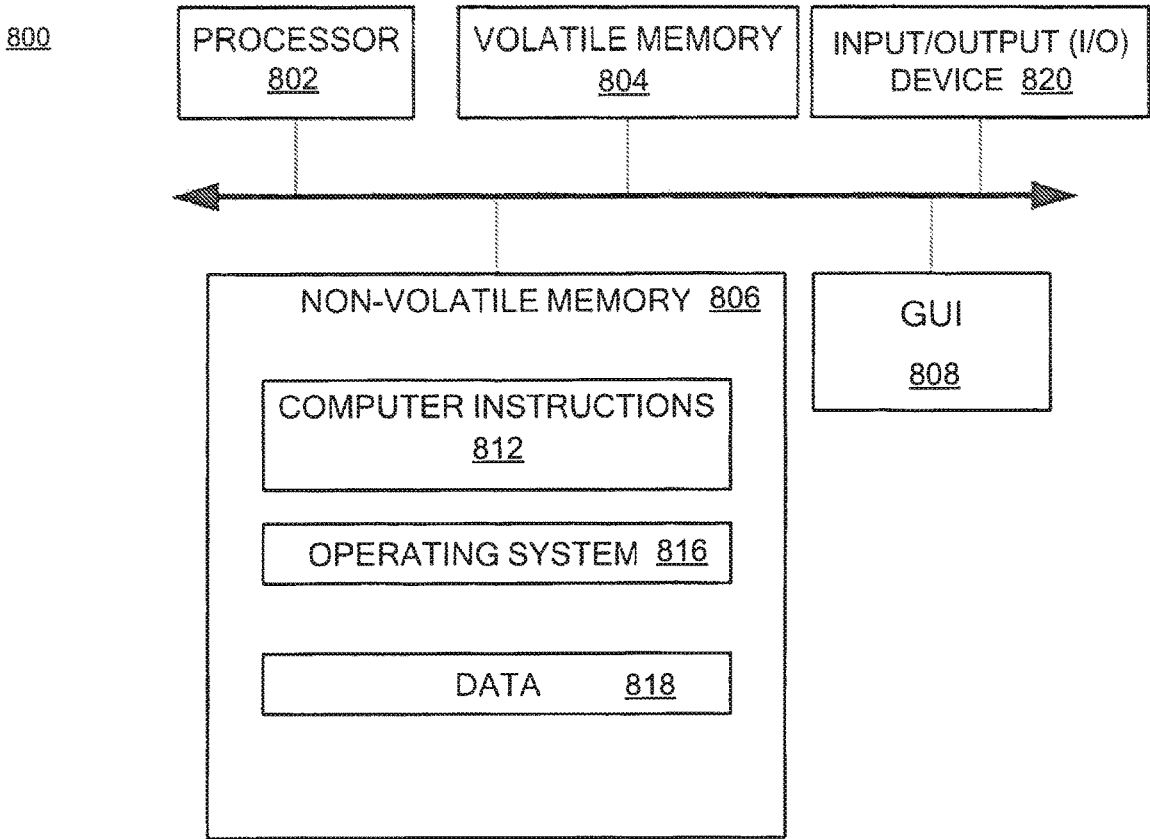 800
PROCESSOR
802
VOLATILE MEMORY
804
INPUT/OUTPUT (I/O)
DEVICE 820
NON-VOLATILE MEMORY 806
COMPUTER INSTRUCTIONS
812
OPERATING SYSTEM 816
DATA 818
GUI
808